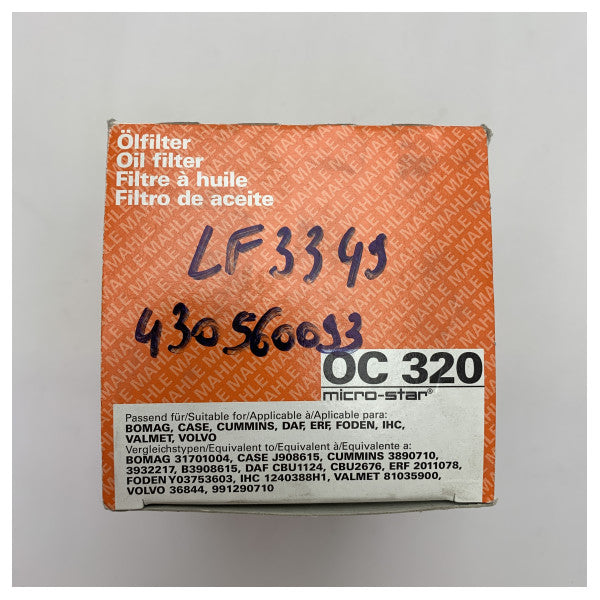 Ölfilter
Oil filter
Filtre à huile
Filtro de aceite
LF 3349
430560093
OC 320
micro-star®
Passend für/Suitable for/Applicable à/Aplicable para:
BOMAG, CASE, CUMMINS, DAF, ERF, FODEN, IHC,
VALMET, VOLVO
Vergleichstypen/Equivalent to/Equivalent à/Equivalente a:
BOMAG 31701004, CASE J908615, CUMMINS 3890710,
3932217, B3908615, DAF CBU1124, CBU2676, ERF 2011078,
FODEN Y03753603, IHC 1240388H1, VALMET 81035900,
VOLVO 36844, 991290710